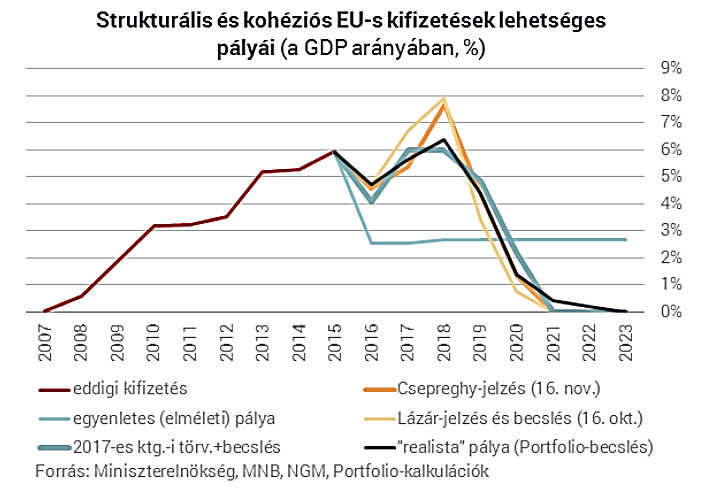 Strukturális és kohéziós EU-s kifizetések lehetséges
pályái (a GDP arányában, %)
9%
8%
7%
6%
5%
4%
3%
2%
1%
0%
2007 2008 2009 2010 2011 2012 2013 2014 2015 2016 2017 2018 2019 2020 2021 2022 2023
eddigi kifizetés
Csepreghy-jelzés (16. nov.)
egyenletes (elméleti) pálya
Lázár-jelzés és becslés (16. okt.)
2017-es ktg.-i törv.+becslés
"realista" pálya (Portfolio-becslés)
Forrás: Miniszterelnökség, MNB, NGM, Portfolio-kalkulációk